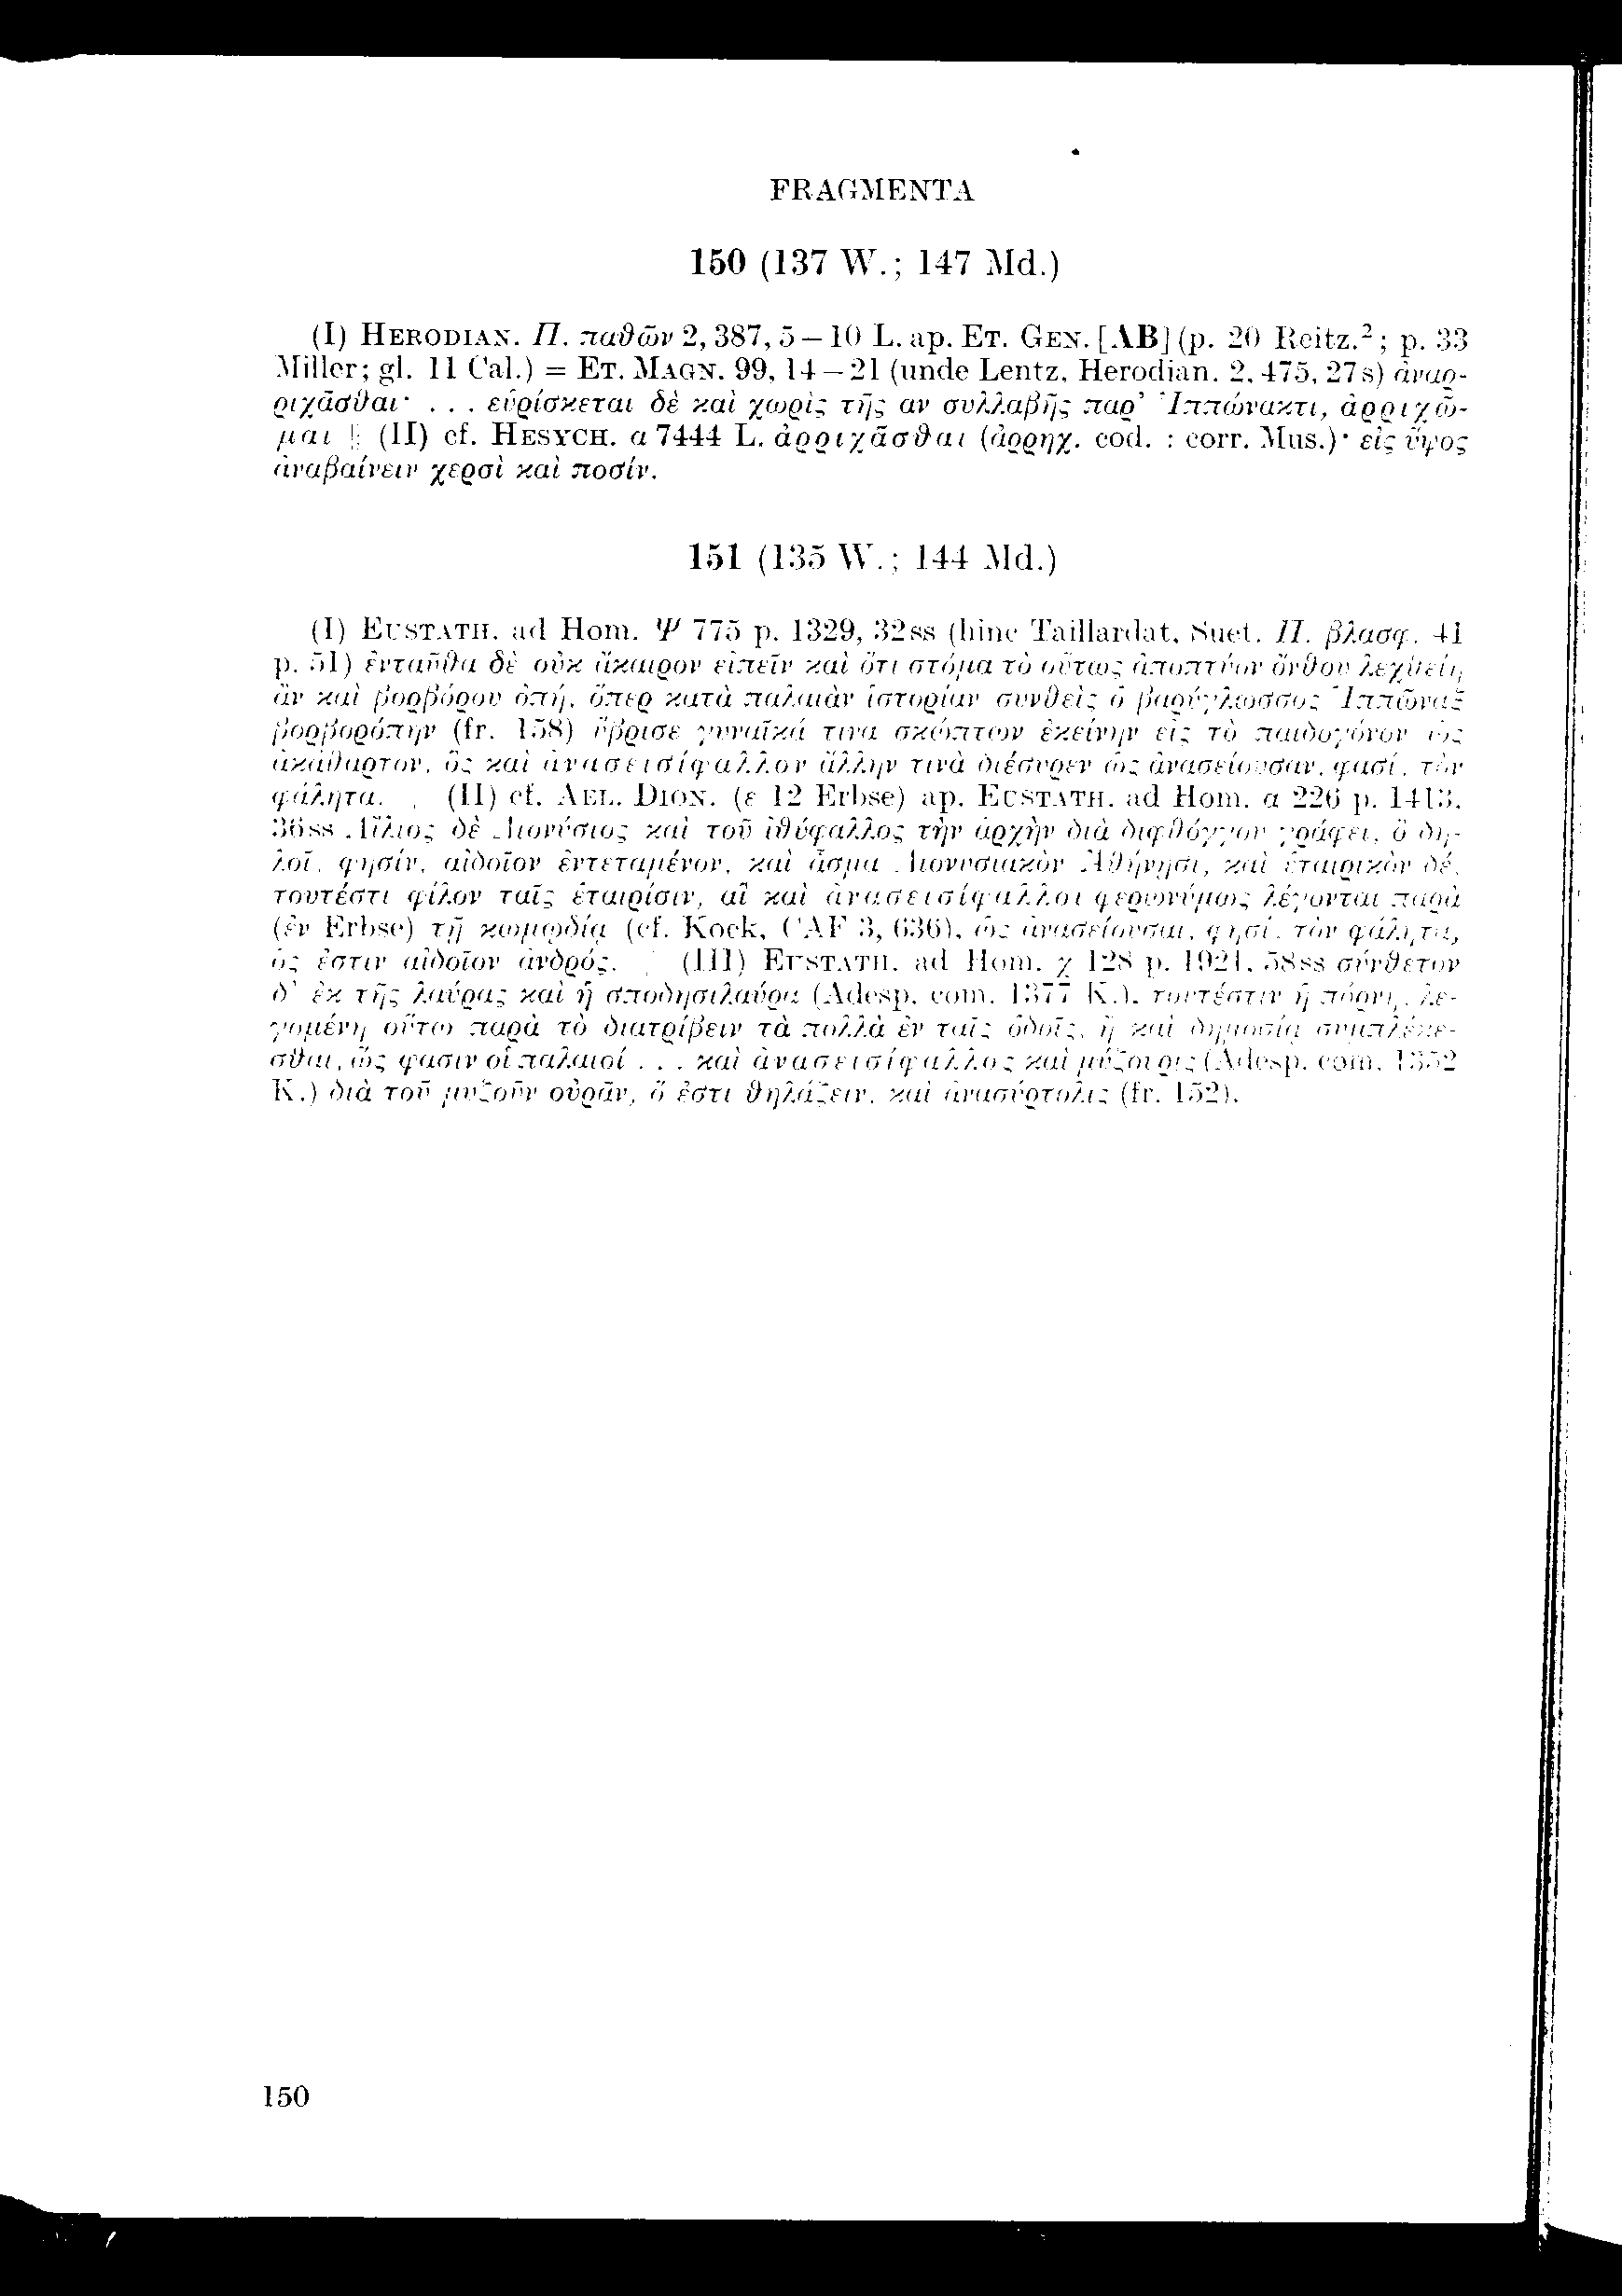 FRAGMENTA
150 (137 W.; 147 Md.)
(I) HERODIAN. Π. παθῶν 2, 387, 5 – 10 L. ap. ET. GEN. [AB] (p. 20 Reitz.²; p. 33
Miller; gl. 11 Cal.) = ET. MAGN. 99, 14 – 21 (unde Lentz, Herodian. 2, 475, 27 s) ἀναρ-
ριχᾶσθαι· . . . εὑρίσκεται δὲ καὶ χωρὶς τῆς αν συλλαβῆς παρ’ Ἱππώνακτι, ἀρριχῶ-
μαι || (II) cf. HESYCH. α 7444 L. ἀρριχᾶσθαι (ἀρρηχ. cod. : corr. Mus.)· εἰς ὕψος
ἀναβαίνειν χερσὶ καὶ ποσίν.
151 (135 W.; 144 Md.)
(I) EUSTATH. ad Hom. Ψ 775 p. 1329, 32ss (hinc Taillardat, Suet. Π. βλασφ. 41
p. 51) ἐνταῦθα δὲ οὐκ ἄκαιρον εἰπεῖν καὶ ὅτι στόμα τὸ οὕτως ἀποπτύον ὄνθον λεχθείη
ἂν καὶ βορβόρου ὀπή, ὅπερ κατὰ παλαιὰν ἱστορίαν συνθεὶς ὁ βαρύγλωσσος Ἱππῶναξ
βορβορόπην (fr. 158) ὕβρισε γυναῖκά τινα σκώπτων ἐκείνην εἰς τὸ παιδογόνον ὡς
ἀκάθαρτον, ὃς καὶ ἀνασεισίφαλλον ἄλλην τινὰ διέσυρεν ὡς ἀνασείουσαν, φασί, τὸν
φάλητα. (II) cf. AEL. DION. (ε 12 Erbse) ap. EUSTATH. ad Hom. α 226 p. 1413,
36ss Αἴλιος δὲ Διονύσιος καὶ τοῦ ἰθύφαλλος τὴν ἀρχὴν διὰ διφθόγγου γράφει, ὃ δη-
λοῖ, φησίν, αἰδοῖον ἐντεταμένον, καὶ ᾆσμα Διονυσιακὸν Ἀθήνησι, καὶ ἑταιρικὸν δέ,
τουτέστι φίλον ταῖς ἑταιρίσιν, αἳ καὶ ἀνασεισίφαλλοι φερωνύμως λέγονται παρὰ
(ἐν Erbse) τῇ κωμῳδίᾳ (cf. Kock, CAF 3, 636), ὡς ἀνασείουσαι, φησί, τὸν φάλητα,
ὅς ἐστιν αἰδοῖον ἀνδρός. (III) EUSTATH. ad Hom. χ 128 p. 1921, 58ss σύνθετον
δ’ ἐκ τῆς λαύρας καὶ ἡ σποδησιλαύρα (Adesp. com. 1377 K.), τουτέστιν ἡ πόρνη, λε-
γομένη οὕτω παρὰ τὸ διατρίβειν τὰ πολλὰ ἐν ταῖς ὁδοῖς, ἢ καὶ δημοσίᾳ συμπλέκε-
σθαι, ὥς φασιν οἱ παλαιοί . . . καὶ ἀνασεισίφαλλος καὶ μύζουρις (Adesp. com. 1352
K.) διὰ τοῦ μυζοῦν οὐρᾶν, ὅ ἐστι θηλάζειν, καὶ ἀνασύρτολις (fr. 152).
150